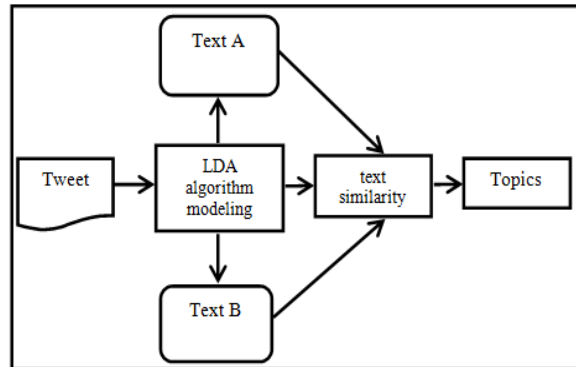 Text A
Tweet
LDA
algorithm
modeling
text
similarity
Topics
Text B